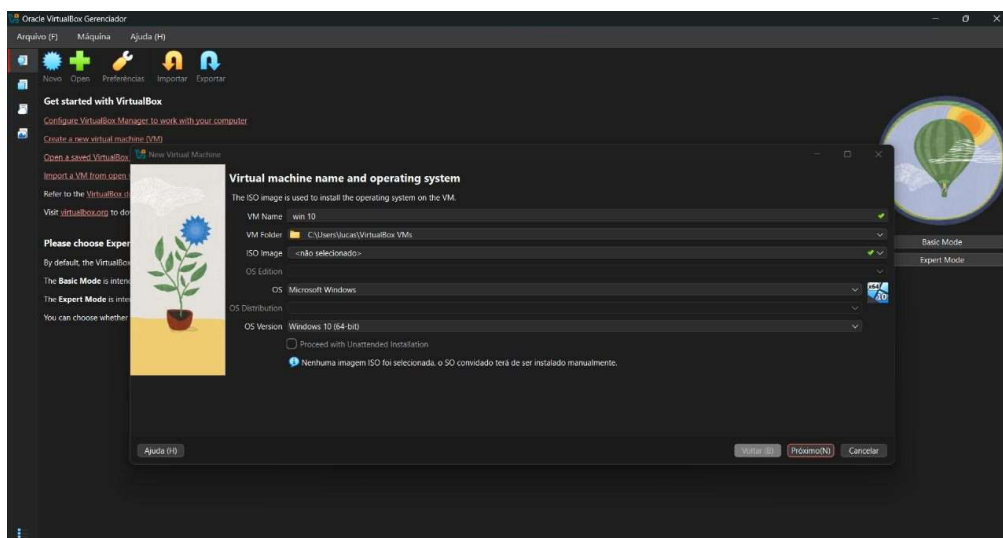 Oracle VirtualBox Gerenciador
Arquivo (F) Máquina Ajuda (H)
Novo Open Preferências Importar Exportar
Get started with VirtualBox
Configure VirtualBox Manager to work with your computer
Create a new virtual machine (VM)
Open a saved VirtualBox
Import a VM from open
Refer to the VirtualBox
Visit virtualbox.org to do
Please choose Exper
By default, the VirtualBox
The Basic Mode is inten
The Expert Mode is inte
You can choose whether
Basic Mode
Expert Mode
New Virtual Machine
Virtual machine name and operating system
The ISO image is used to install the operating system on the VM.
VM Name win 10
VM Folder C:\Users\lucas\VirtualBox VMs
ISO Image <não selecionado>
OS Edition
OS Microsoft Windows
x64
10
OS Distribution
OS Version Windows 10 (64-bit)
Proceed with Unattended Installation
Nenhuma imagem ISO foi selecionada, o SO convidado terá de ser instalado manualmente.
Ajuda (H) Voltar (B) Próximo(N) Cancelar